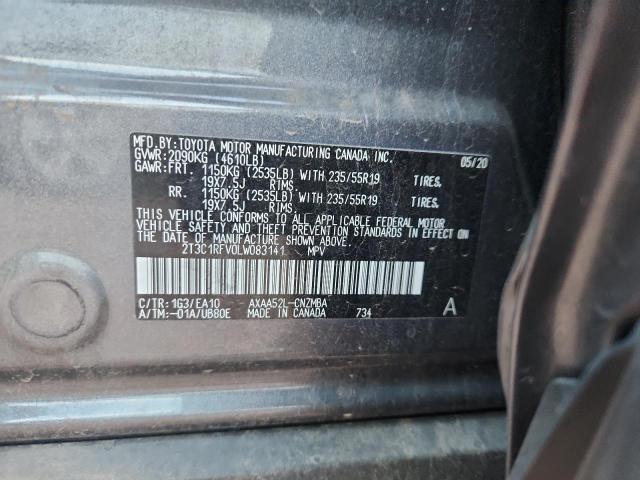 MFD.BY:TOYOTA MOTOR MANUFACTURING CANADA INC.
GVWR:2090KG (4610LB) 05/20
GAWR:FRT. 1150KG (2535LB) WITH 235/55R19 TIRES,
19X7.5J RIMS,
RR. 1150KG (2535LB) WITH 235/55R19 TIRES,
19X7.5J RIMS,
THIS VEHICLE CONFORMS TO ALL APPLICABLE FEDERAL MOTOR
VEHICLE SAFETY AND THEFT PREVENTION STANDARDS IN EFFECT
ON THE DATE OF MANUFACTURE SHOWN ABOVE.
2T3C1RFV0LW083141 MPV
C/TR:1G3/EA10 AXAA52L-CNZMBA A
A/TM:-01A/UB80E MADE IN CANADA 734